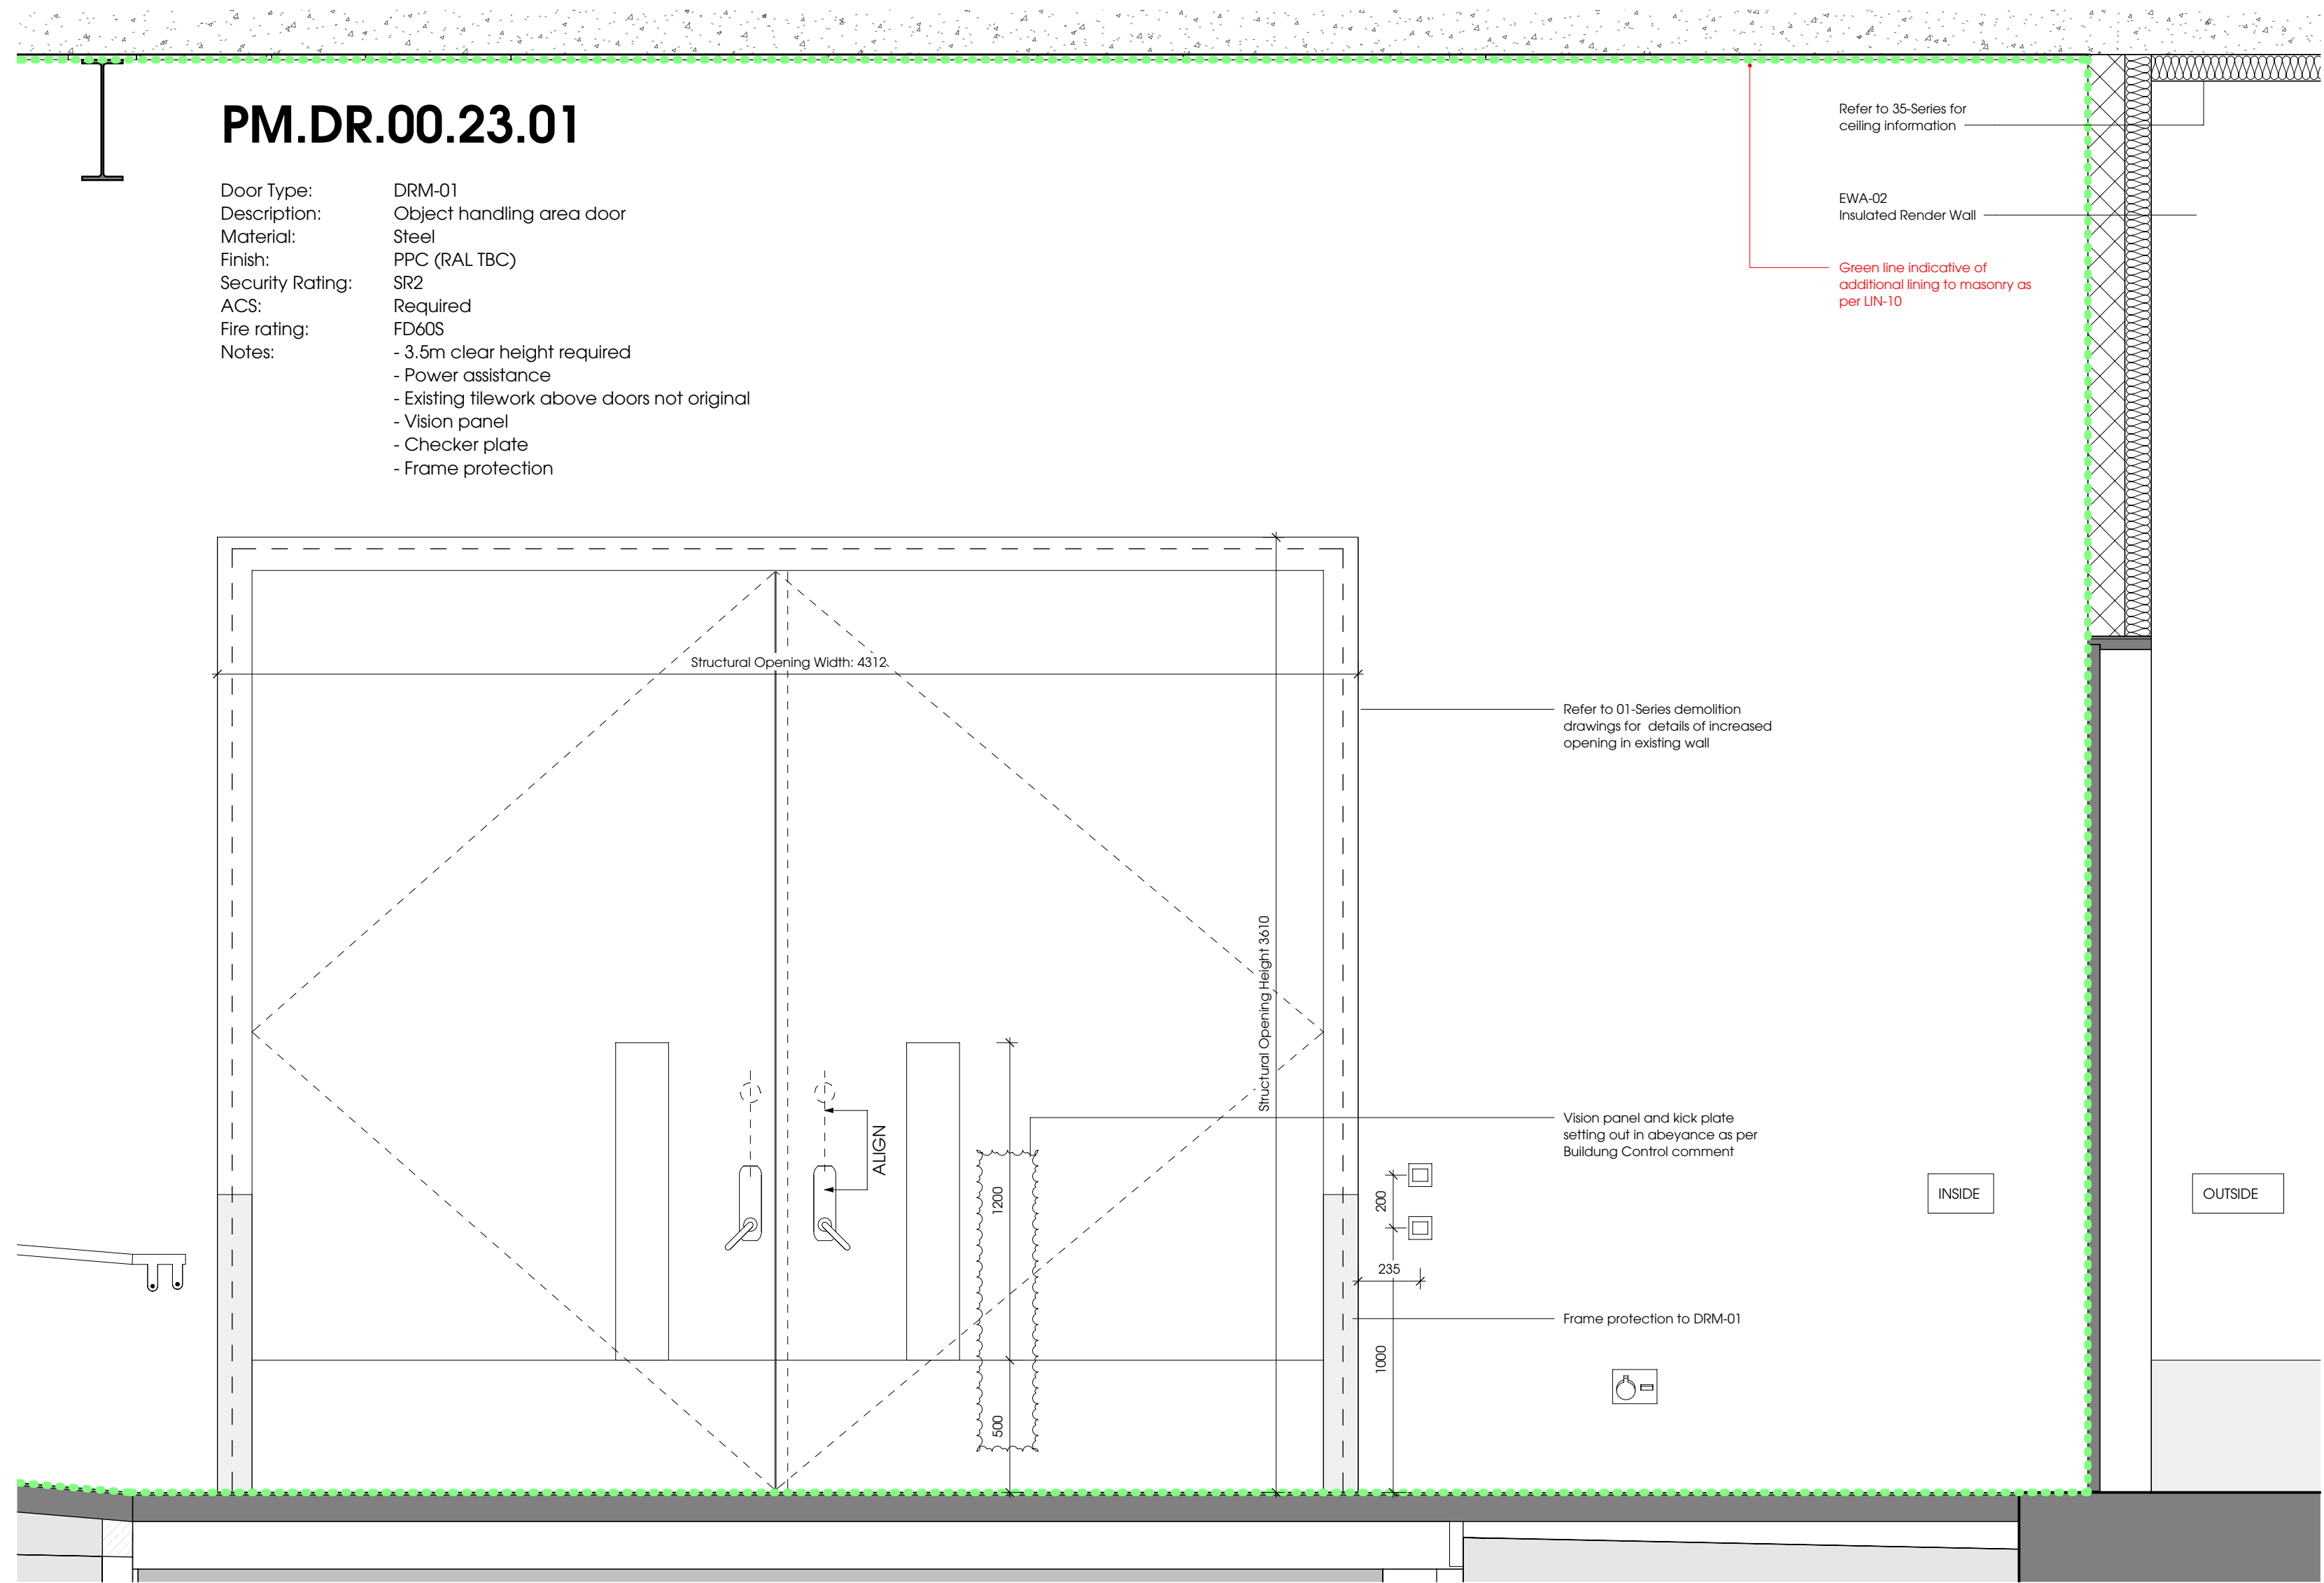 PM.DR.00.23.01
Door Type: DRM-01
Description: Object handling area door
Material: Steel
Finish: PPC (RAL TBC)
Security Rating: SR2
ACS: Required
Fire rating: FD60S
Notes: - 3.5m clear height required
- Power assistance
- Existing tilework above doors not original
- Vision panel
- Checker plate
- Frame protection
Refer to 35-Series for
ceiling information
EWA-02
Insulated Render Wall
Green line indicative of
additional lining to masonry as
per LIN-10
Structural Opening Width: 4312
Structural Opening Height 3610
Refer to 01-Series demolition
drawings for details of increased
opening in existing wall
Vision panel and kick plate
setting out in abeyance as per
Buildung Control comment
ALIGN
1200
500
200
235
1000
Frame protection to DRM-01
INSIDE
OUTSIDE